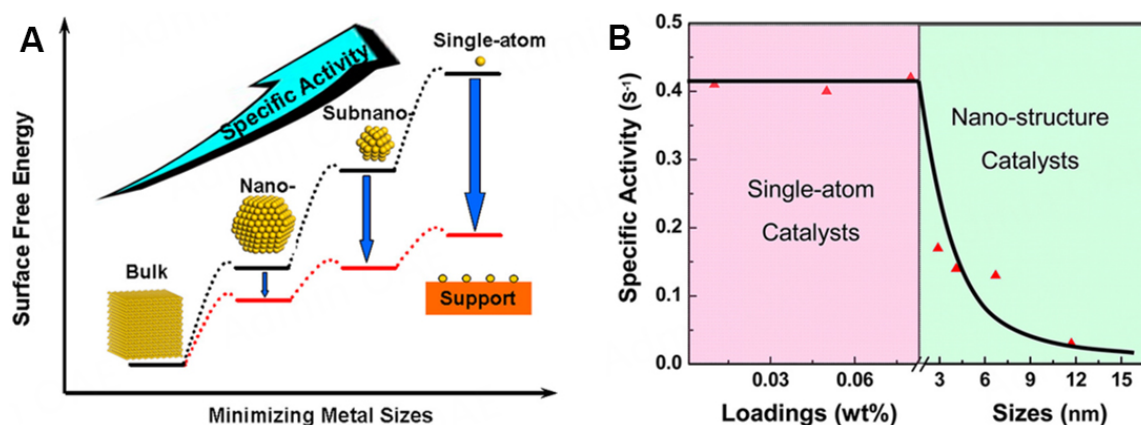 A
Surface Free Energy
Specific Activity
Single-atom
Subnano-
Nano-
Bulk
Support
Minimizing Metal Sizes
B
Specific Activity (s-1)
0.5
0.4
0.3
0.2
0.1
0.0
Single-atom
Catalysts
Nano-structure
Catalysts
0.03 0.06 3 6 9 12 15
Loadings (wt%) Sizes (nm)